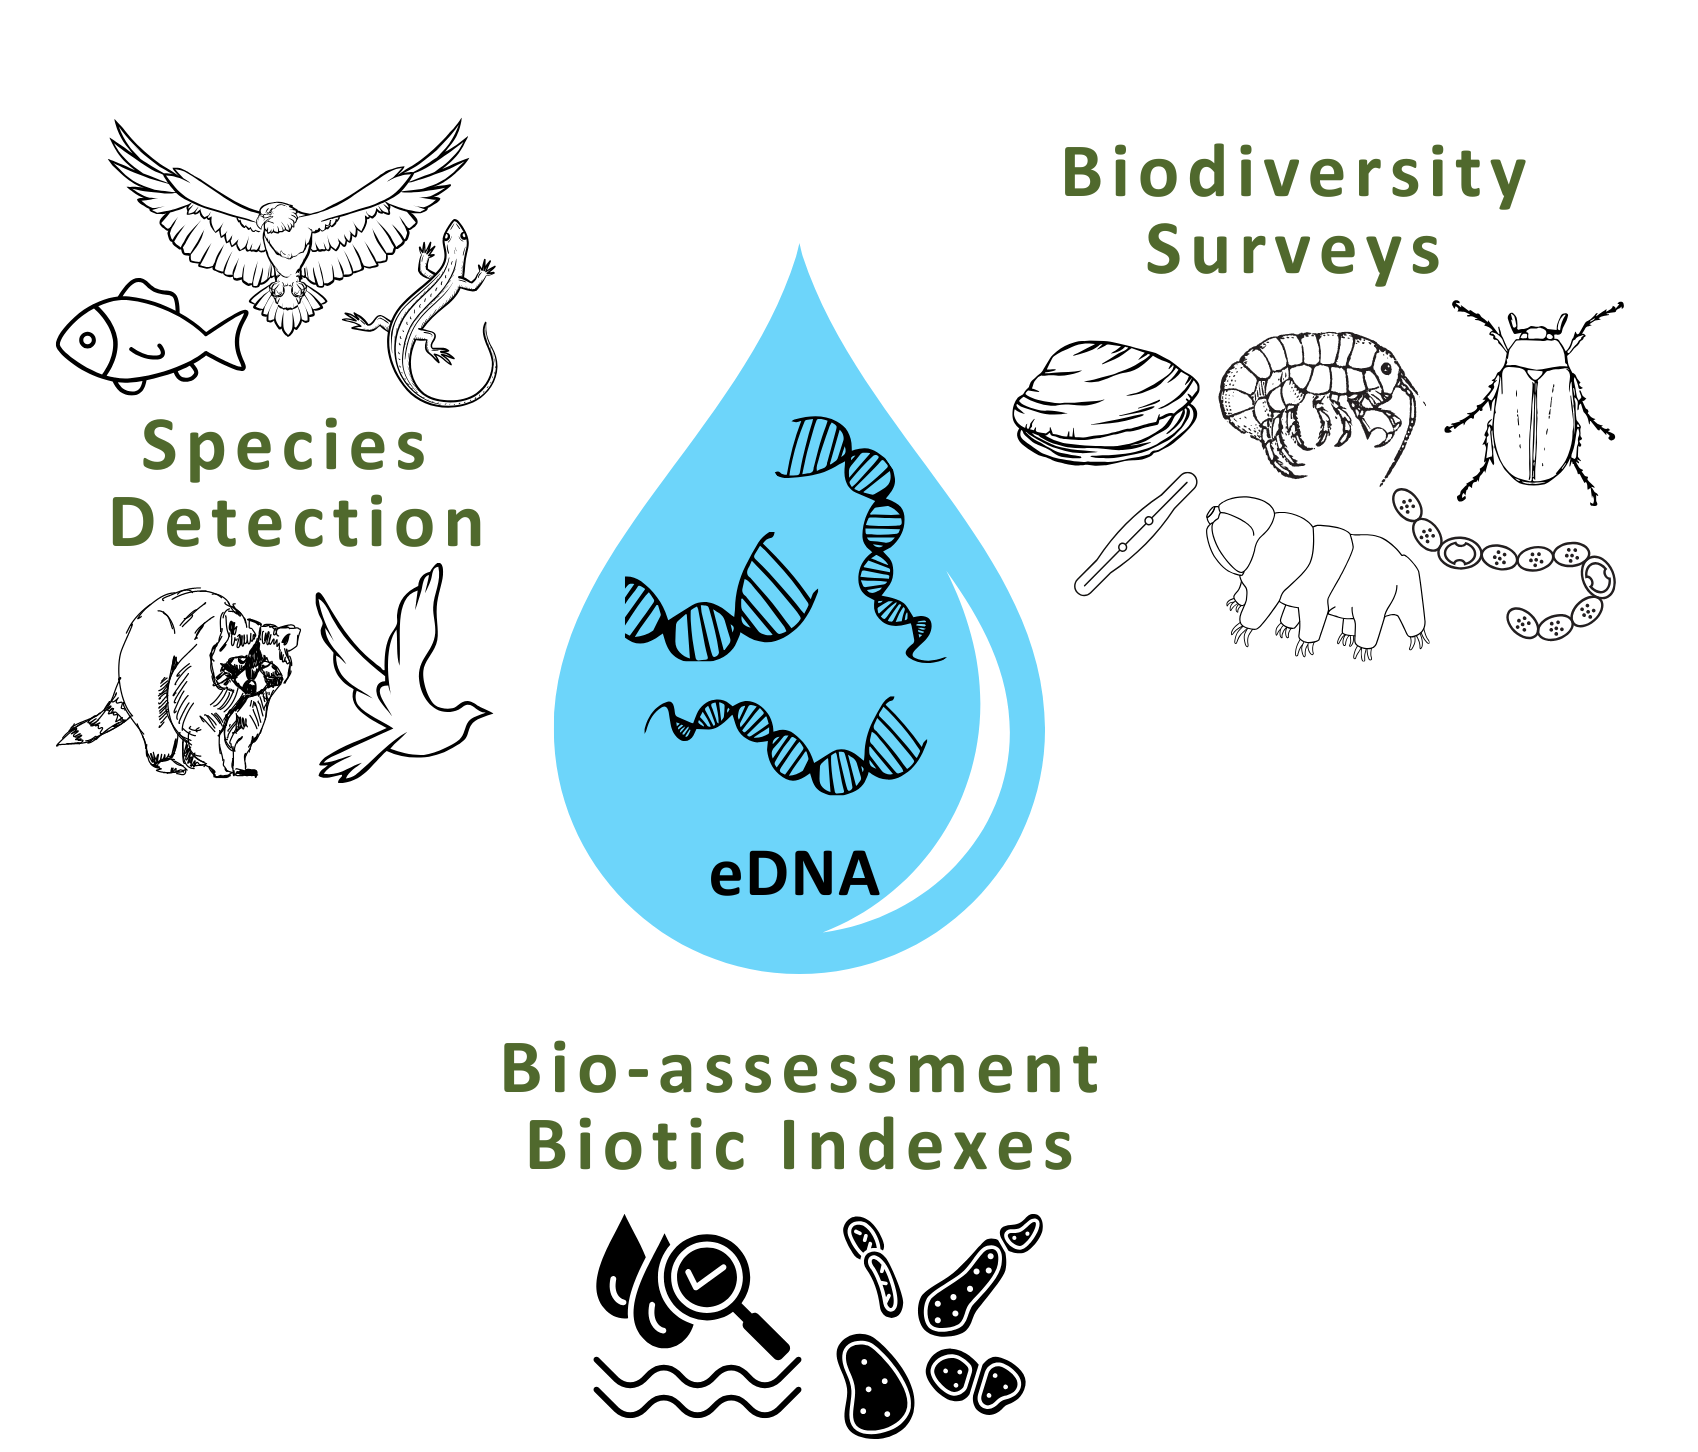 Species
Detection
Biodiversity
Surveys
eDNA
Bio-assessment
Biotic Indexes